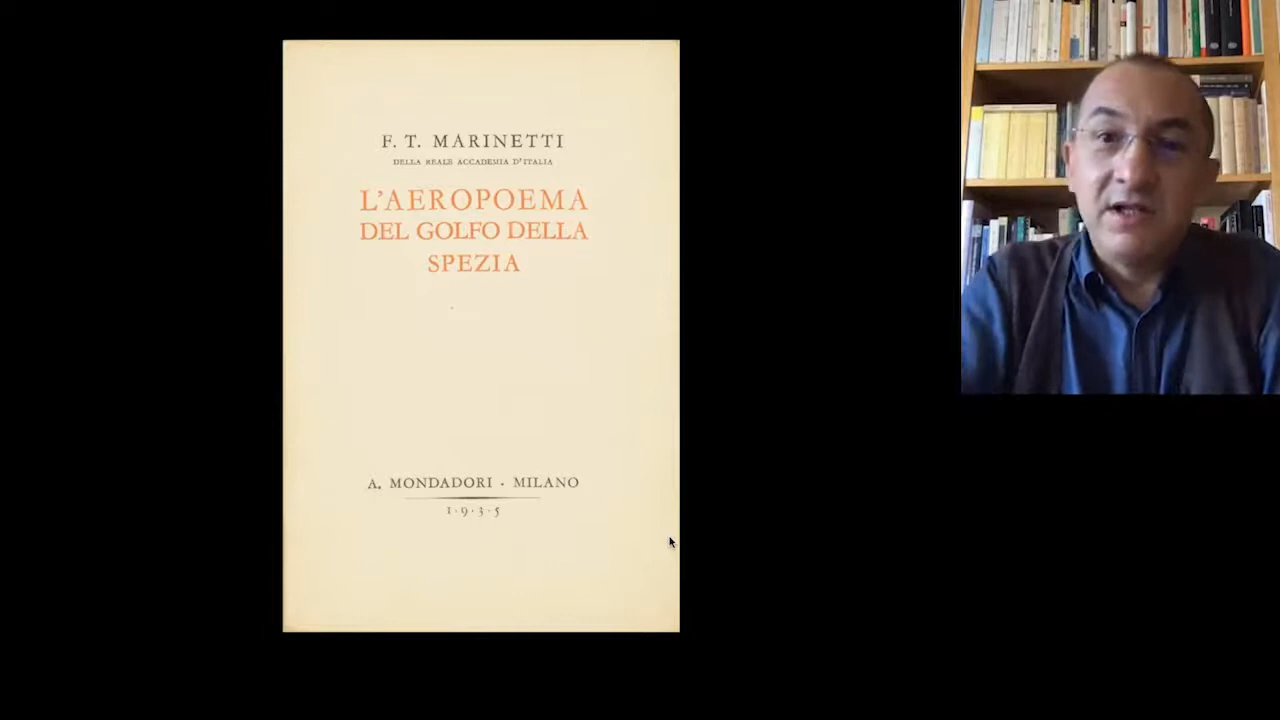 F. T. MARINETTI
DELLA REALE ACCADEMIA D'ITALIA
L'AEROPOEMA
DEL GOLFO DELLA
SPEZIA
A. MONDADORI · MILANO
1·9·3·5